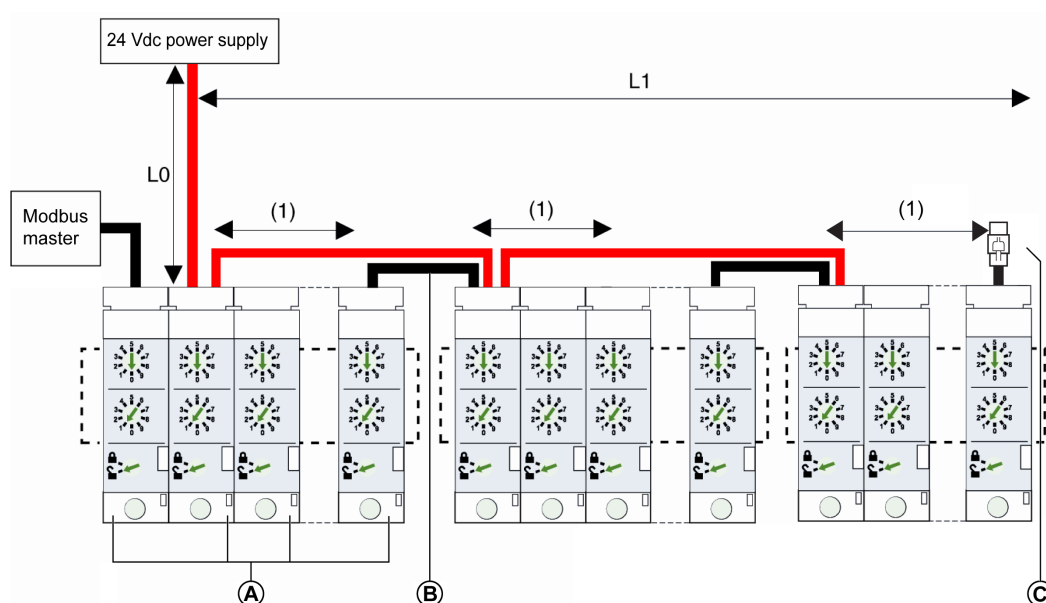 24 Vdc power supply
L1
L0
Modbus
master
(1)
(1)
(1)
A
B
C